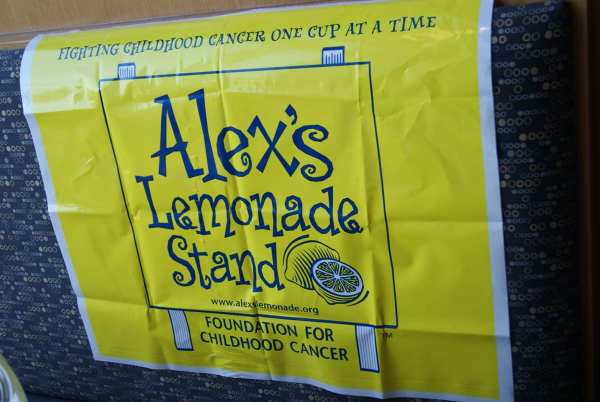 FIGHTING CHILDHOOD CANCER ONE CUP AT A TIME
Alex's
Lemonade
Stand
www.alexslemonade.org
FOUNDATION FOR
CHILDHOOD CANCER
TM